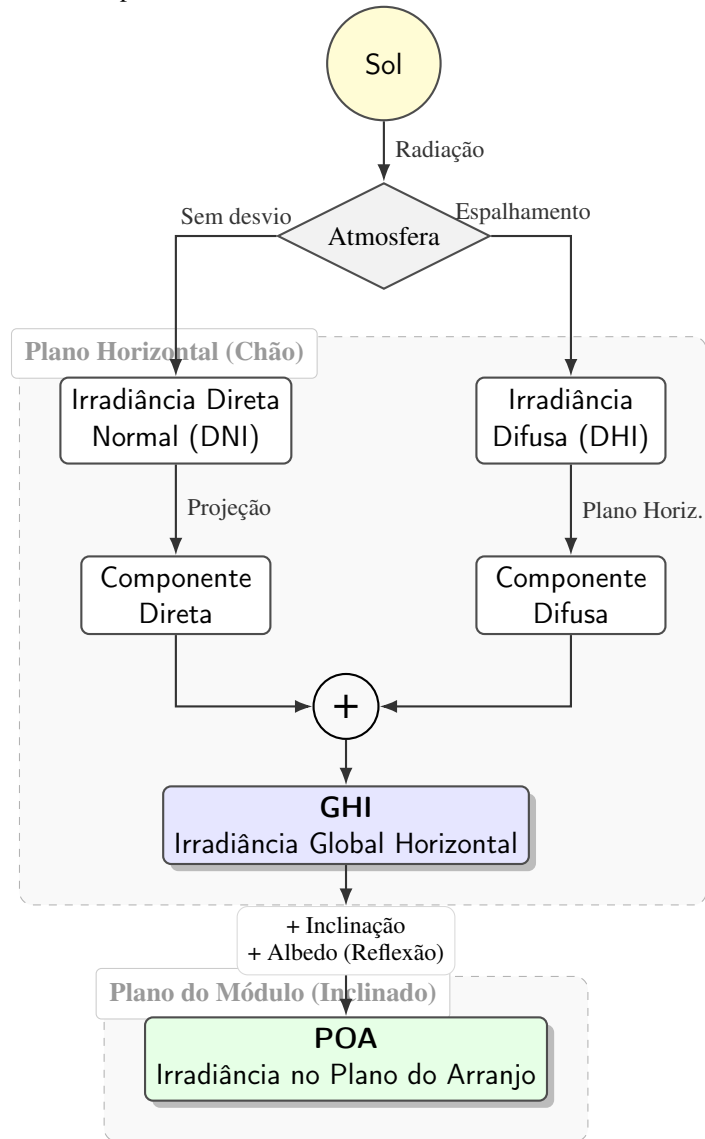 Sol
Radiação
Sem desvio
Espalhamento
Atmosfera
Plano Horizontal (Chão)
Irradiância Direta
Normal (DNI)
Irradiância
Difusa (DHI)
Projeção
Plano Horiz.
Componente
Direta
Componente
Difusa
+
GHI
Irradiância Global Horizontal
+ Inclinação
+ Albedo (Reflexão)
Plano do Módulo (Inclinado)
POA
Irradiância no Plano do Arranjo